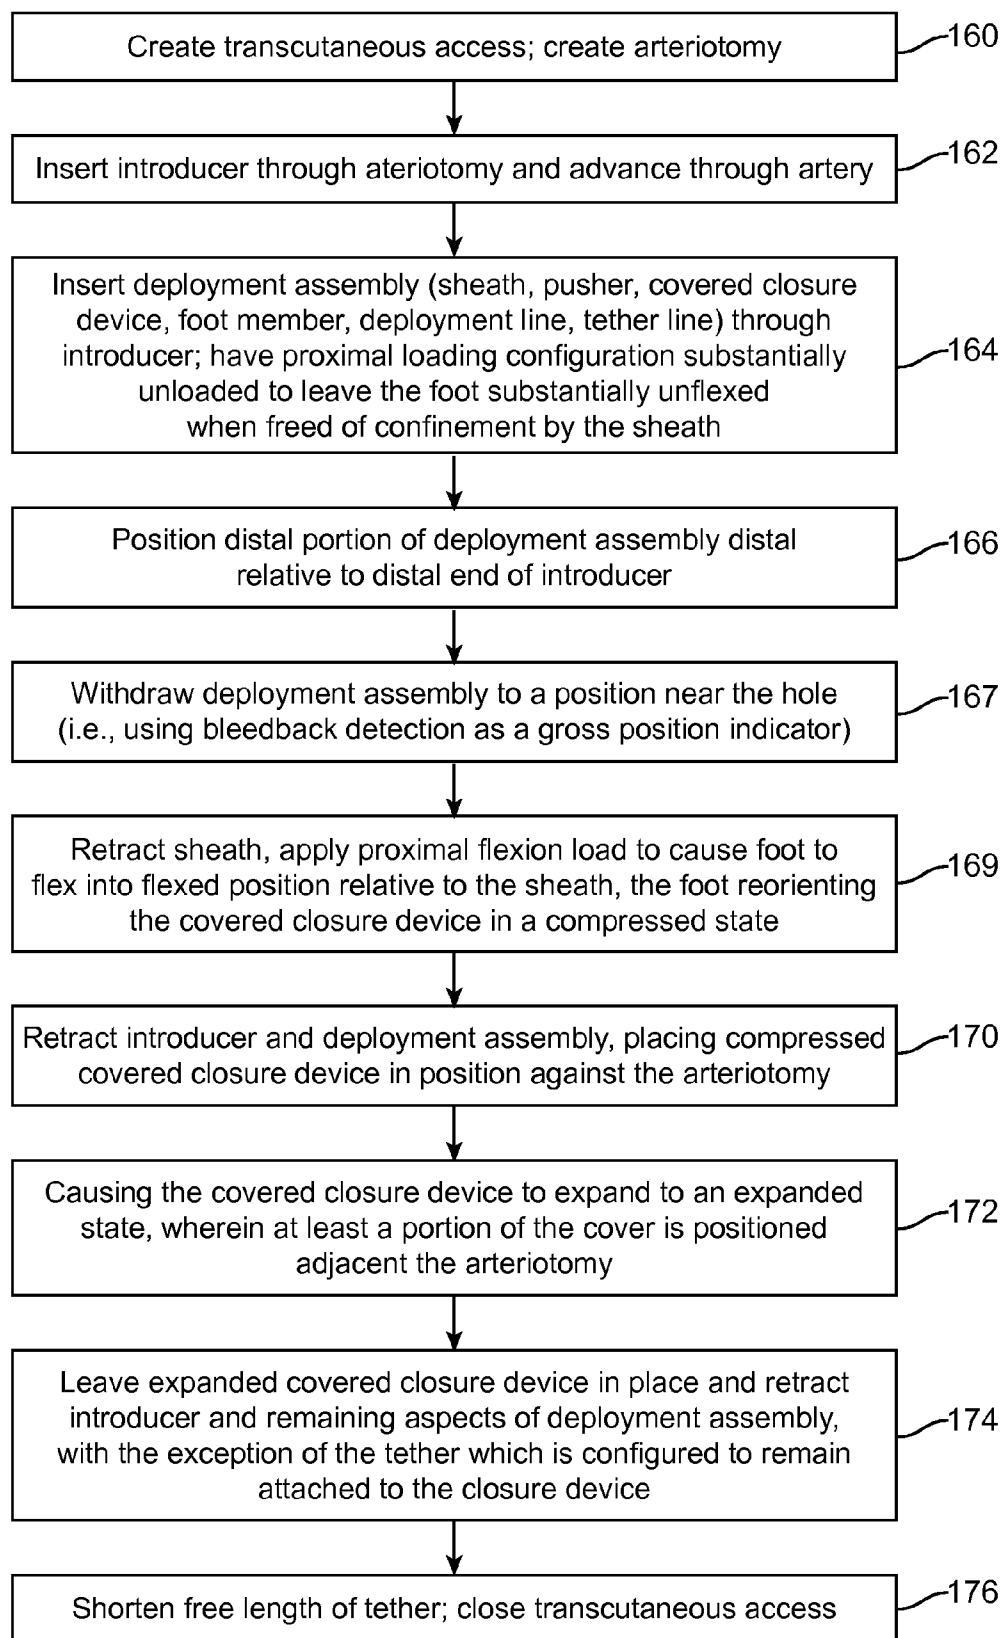 Create transcutaneous access; create arteriotomy
160
Insert introducer through ateriotomy and advance through artery
162
Insert deployment assembly (sheath, pusher, covered closure
device, foot member, deployment line, tether line) through
introducer; have proximal loading configuration substantially
unloaded to leave the foot substantially unflexed
when freed of confinement by the sheath
164
Position distal portion of deployment assembly distal
relative to distal end of introducer
166
Withdraw deployment assembly to a position near the hole
(i.e., using bleedback detection as a gross position indicator)
167
Retract sheath, apply proximal flexion load to cause foot to
flex into flexed position relative to the sheath, the foot reorienting
the covered closure device in a compressed state
169
Retract introducer and deployment assembly, placing compressed
covered closure device in position against the arteriotomy
170
Causing the covered closure device to expand to an expanded
state, wherein at least a portion of the cover is positioned
adjacent the arteriotomy
172
Leave expanded covered closure device in place and retract
introducer and remaining aspects of deployment assembly,
with the exception of the tether which is configured to remain
attached to the closure device
174
Shorten free length of tether; close transcutaneous access
176